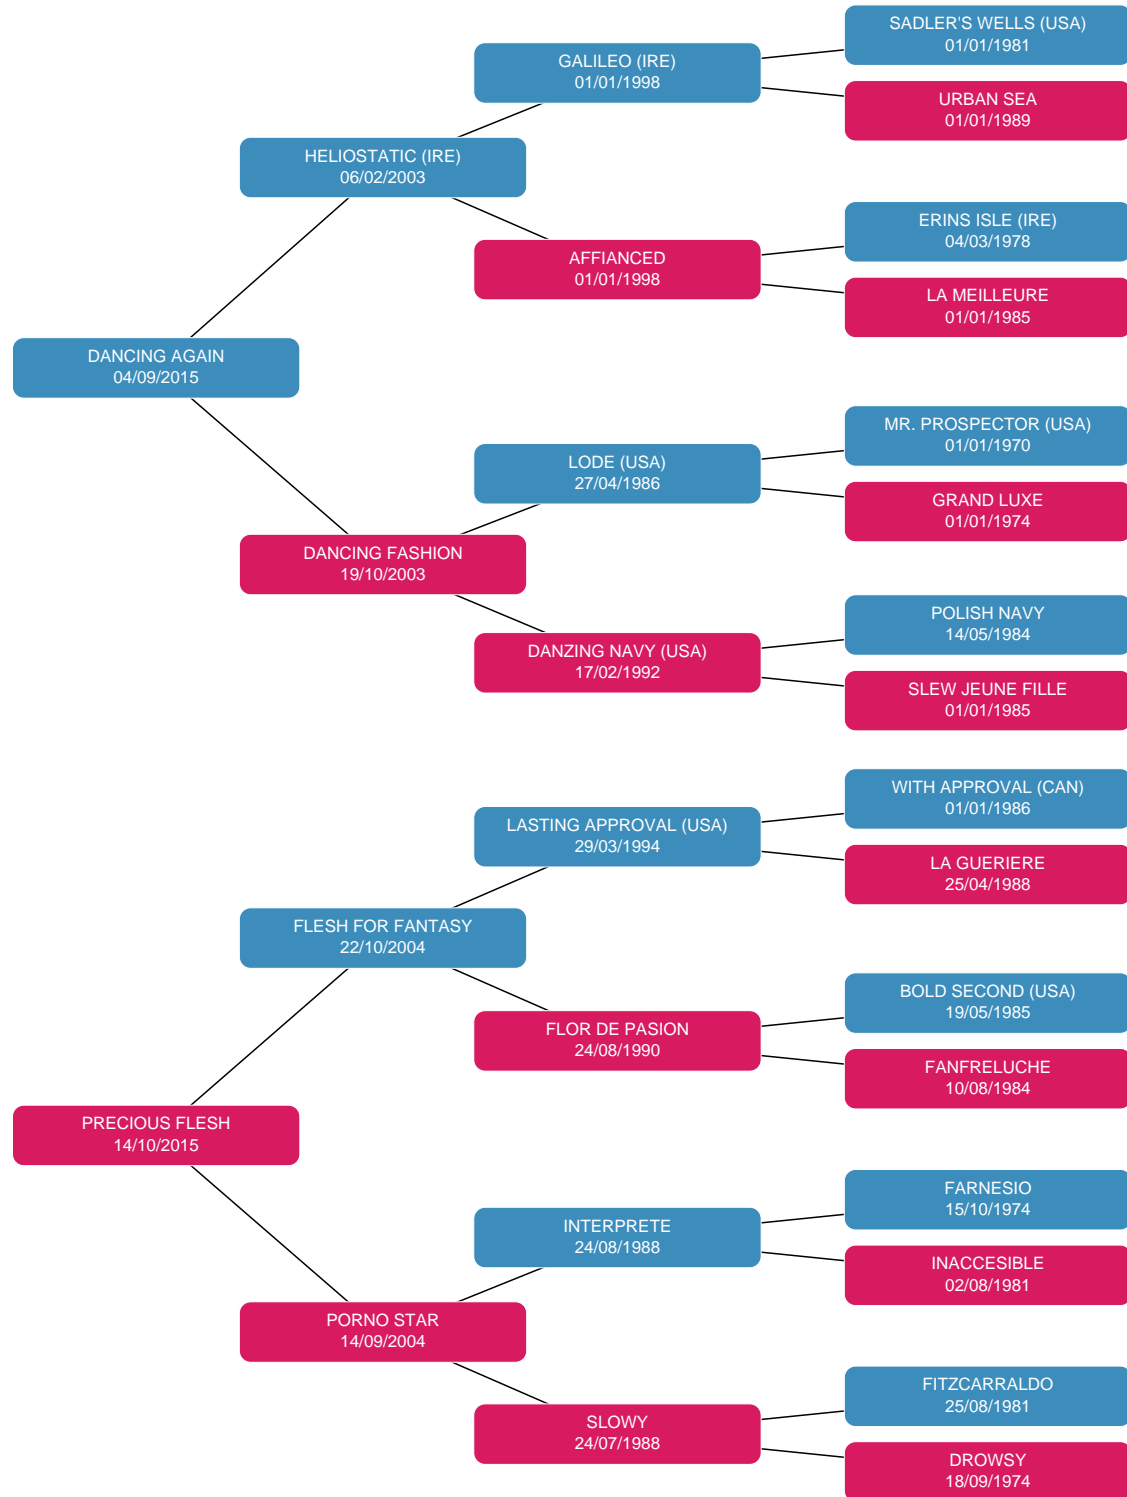 SADLER'S WELLS (USA)
01/01/1981
GALILEO (IRE)
01/01/1998
URBAN SEA
01/01/1989
HELIOSTATIC (IRE)
06/02/2003
ERINS ISLE (IRE)
04/03/1978
AFFIANCED
01/01/1998
LA MEILLEURE
01/01/1985
DANCING AGAIN
04/09/2015
MR. PROSPECTOR (USA)
01/01/1970
LODE (USA)
27/04/1986
GRAND LUXE
01/01/1974
DANCING FASHION
19/10/2003
POLISH NAVY
14/05/1984
DANZING NAVY (USA)
17/02/1992
SLEW JEUNE FILLE
01/01/1985
WITH APPROVAL (CAN)
01/01/1986
LASTING APPROVAL (USA)
29/03/1994
LA GUERIERE
25/04/1988
FLESH FOR FANTASY
22/10/2004
BOLD SECOND (USA)
19/05/1985
FLOR DE PASION
24/08/1990
FANFRELUCHE
10/08/1984
PRECIOUS FLESH
14/10/2015
FARNESIO
15/10/1974
INTERPRETE
24/08/1988
INACCESIBLE
02/08/1981
PORNO STAR
14/09/2004
FITZCARRALDO
25/08/1981
SLOWY
24/07/1988
DROWSY
18/09/1974